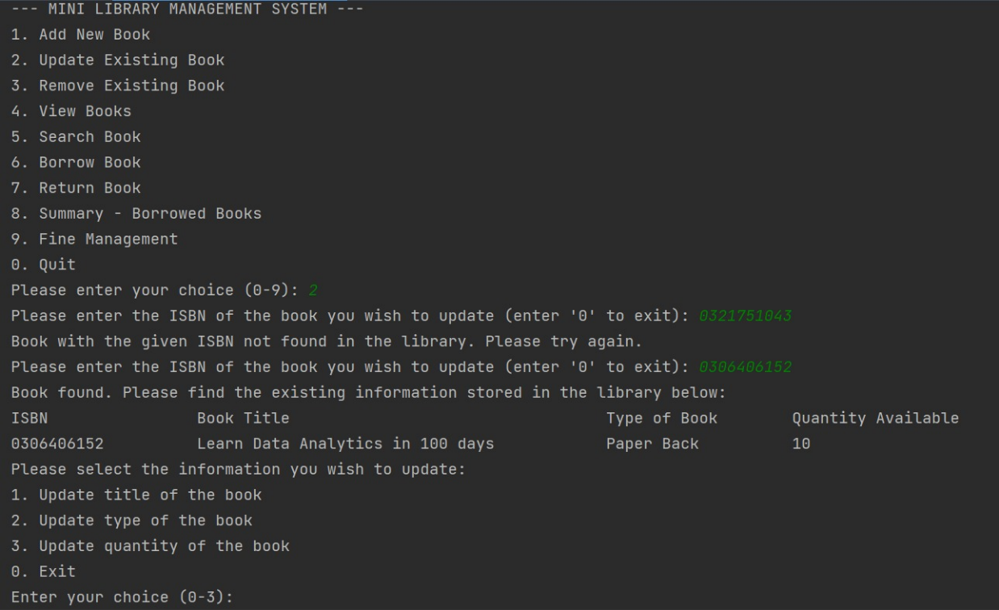 --- MINI LIBRARY MANAGEMENT SYSTEM ---
1. Add New Book
2. Update Existing Book
3. Remove Existing Book
4. View Books
5. Search Book
6. Borrow Book
7. Return Book
8. Summary - Borrowed Books
9. Fine Management
0. Quit
Please enter your choice (0-9): 2
Please enter the ISBN of the book you wish to update (enter '0' to exit): 0321751043
Book with the given ISBN not found in the library. Please try again.
Please enter the ISBN of the book you wish to update (enter '0' to exit): 0306406152
Book found. Please find the existing information stored in the library below:
ISBN                Book Title                                  Type of Book        Quantity Available
0306406152          Learn Data Analytics in 100 days            Paper Back          10
Please select the information you wish to update:
1. Update title of the book
2. Update type of the book
3. Update quantity of the book
0. Exit
Enter your choice (0-3):